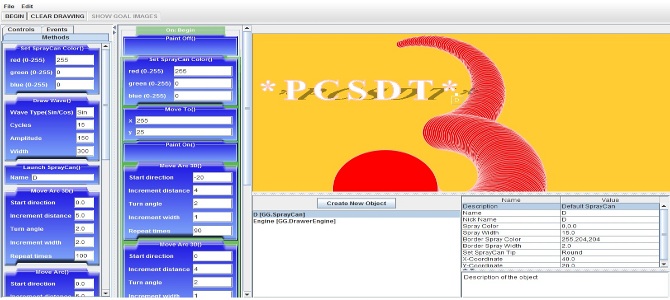 File Edit
BEGIN CLEAR DRAWING SHOW GOAL IMAGES
Controls Events
Methods
Set SprayCan Color()
red (0-255) 255
green (0-255) 0
blue (0-255) 0
Draw Wave()
Wave Type(Sin/Cos) Sin
Cycles 15
Amplitude 150
Width 300
Launch SprayCan()
Name D
Move Arc 3D()
Start direction 0.0
Increment distance 5.0
Turn angle 2.0
Increment width 2.0
Repeat times 100
Move Arc()
Start direction 0.0
Increment distance 5.0
On Begin
Paint Off()
Set SprayCan Color()
red (0-255) 255
green (0-255) 0
blue (0-255) 0
Move To()
X 255
Y 25
Paint On()
Move Arc 3D()
Start direction -20
Increment distance 4
Turn angle 2
Increment width 1
Repeat times 90
Move Arc 3D()
Start direction 0
Increment distance 4
Turn angle 2
Increment width 1
*PCSDT*
Create New Object
D [GG.SprayCan]
Engine [GG.DrawerEngine]
Name Value
Description Default SprayCan
Name D
Nick Name D
Spray Color 0,0,0
Spray Width 15.0
Border Spray Color 255,204,204
Border Spray Width 2.0
Set SprayCan Tip Round
X-Coordinate 40.0
Y-Coordinate 20.0
Description of the object